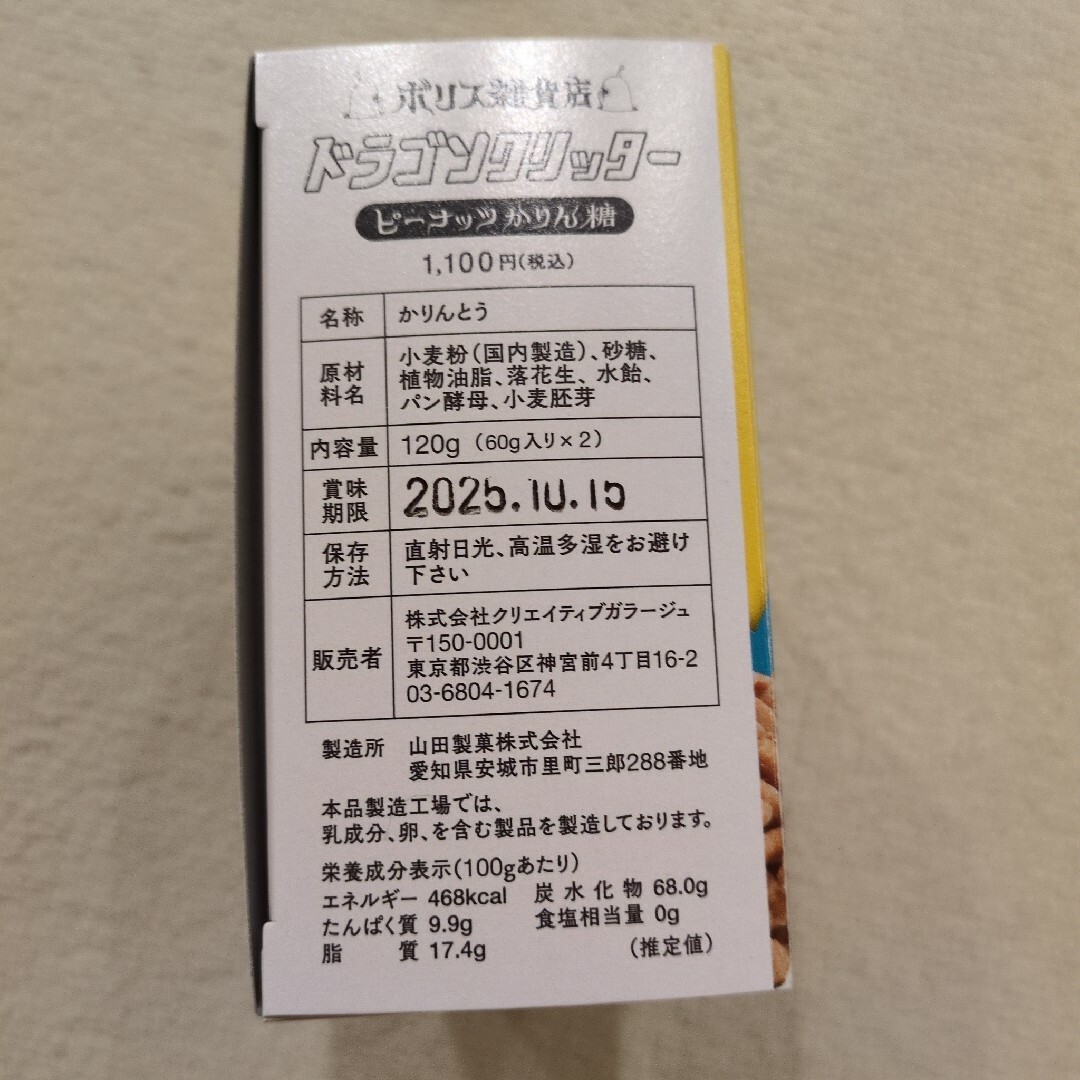 ボリス雑貨店
ドラゴンクリッター
ピーナッツかりん糖
1,100円(税込)
名称 かりんとう
原材料名 小麦粉(国内製造)、砂糖、
植物油脂、落花生、水飴、
パン酵母、小麦胚芽
内容量 120g (60g入り×2)
賞味期限 2025.10.15
保存方法 直射日光、高温多湿をお避け
下さい
販売者 株式会社クリエイティブガラージュ
〒150-0001
東京都渋谷区神宮前4丁目16-2
03-6804-1674
製造所 山田製菓株式会社
愛知県安城市里町三郎288番地
本品製造工場では、
乳成分、卵、を含む製品を製造しております。
栄養成分表示(100gあたり)
エネルギー 468kcal 炭水化物 68.0g
たんぱく質 9.9g 食塩相当量 0g
脂質 17.4g (推定値)